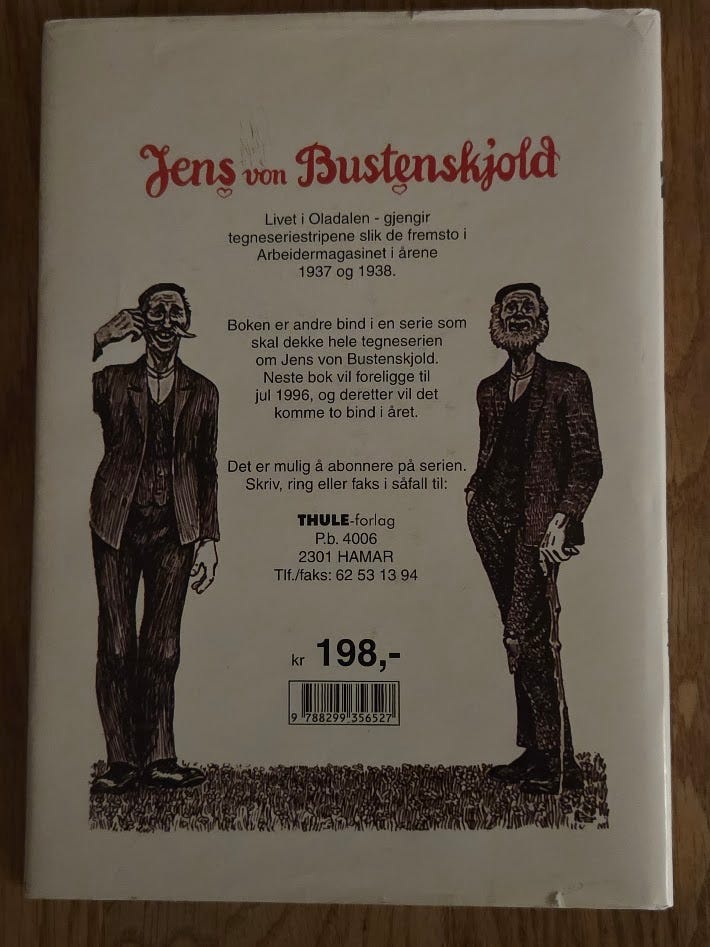 Jens von Bustenskjold
Livet i Oladalen - gjengir
tegneseriestripene slik de fremsto i
Arbeidermagasinet i årene
1937 og 1938.
Boken er andre bind i en serie som
skal dekke hele tegneserien
om Jens von Bustenskjold.
Neste bok vil foreligge til
jul 1996, og deretter vil det
komme to bind i året.
Det er mulig å abonnere på serien.
Skriv, ring eller faks i såfall til:
THULE-forlag
P.b. 4006
2301 HAMAR
Tlf./faks: 62 53 13 94
kr 198,-
9 788299 356527